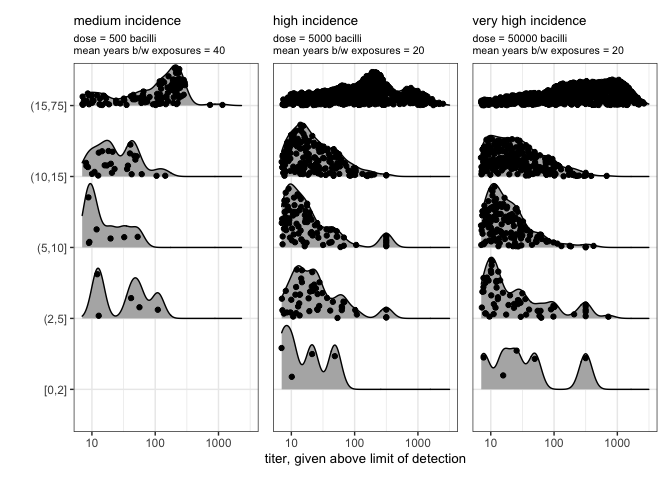 medium incidence
dose = 500 bacilli
mean years b/w exposures = 40
high incidence
dose = 5000 bacilli
mean years b/w exposures = 20
very high incidence
dose = 50000 bacilli
mean years b/w exposures = 20
(15,75]
(10,15]
(5,10]
(2,5]
[0,2]
10 100 1000
10 100 1000
10 100 1000
titer, given above limit of detection